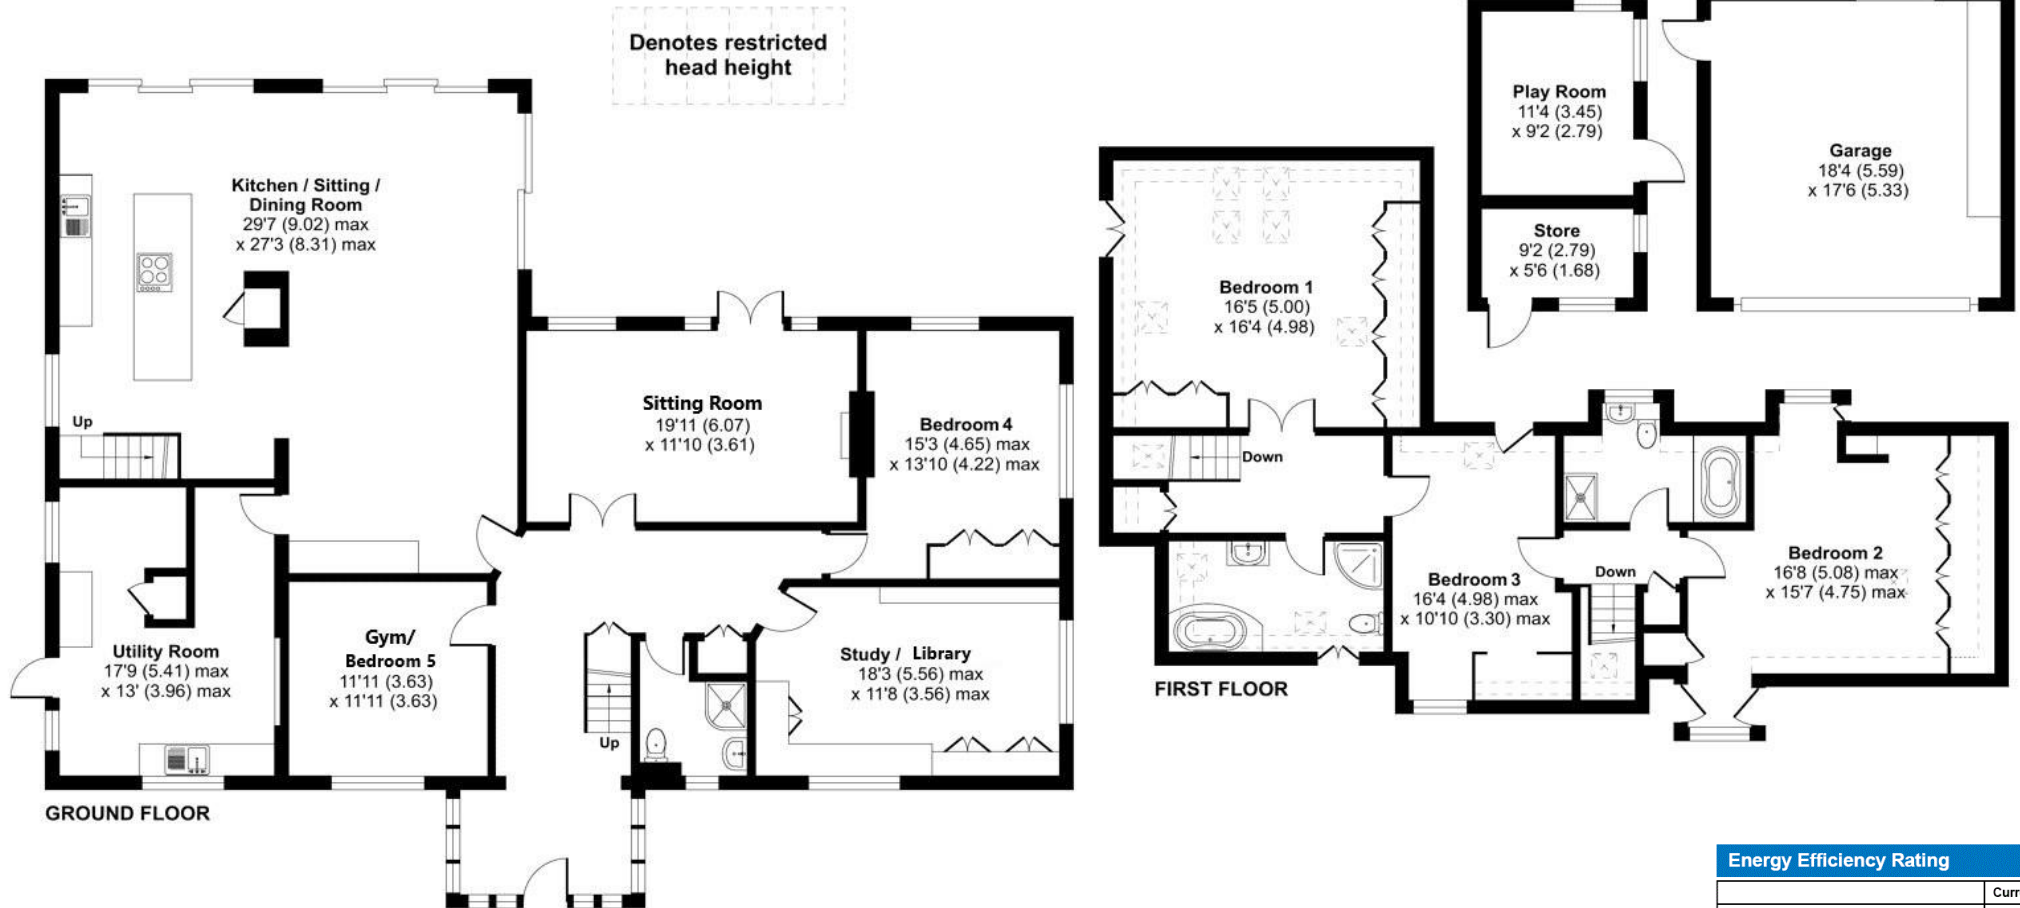 Denotes restricted
head height
Kitchen / Sitting /
Dining Room
29'7 (9.02) max
x 27'3 (8.31) max
Up
Sitting Room
19'11 (6.07)
x 11'10 (3.61)
Bedroom 4
15'3 (4.65) max
x 13'10 (4.22) max
Utility Room
17'9 (5.41) max
x 13' (3.96) max
Gym/
Bedroom 5
11'11 (3.63)
x 11'11 (3.63)
Up
Study / Library
18'3 (5.56) max
x 11'8 (3.56) max
GROUND FLOOR
Play Room
11'4 (3.45)
x 9'2 (2.79)
Store
9'2 (2.79)
x 5'6 (1.68)
Garage
18'4 (5.59)
x 17'6 (5.33)
Bedroom 1
16'5 (5.00)
x 16'4 (4.98)
Down
Bedroom 3
16'4 (4.98) max
x 10'10 (3.30) max
Down
Bedroom 2
16'8 (5.08) max
x 15'7 (4.75) max
FIRST FLOOR
Energy Efficiency Rating
Curr